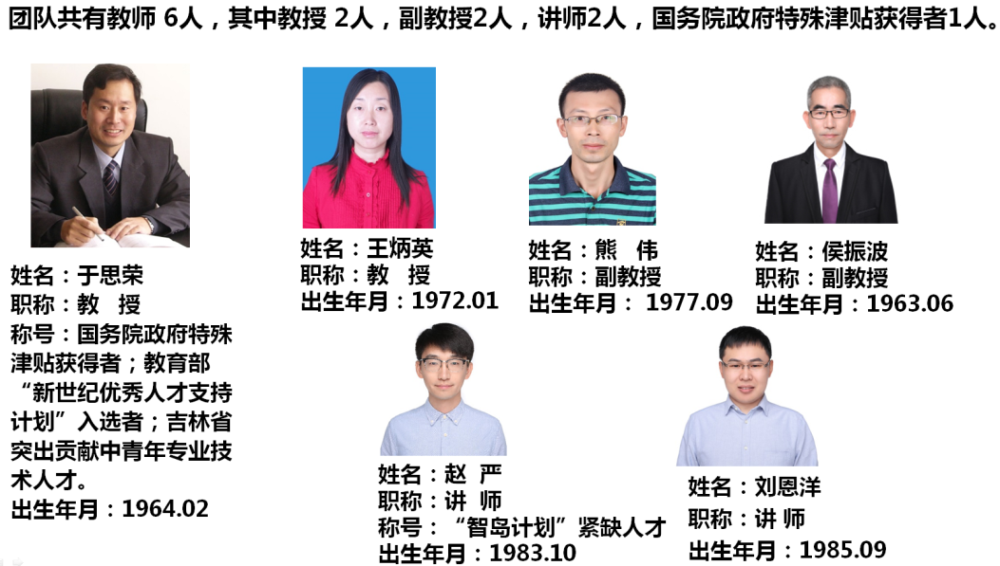 团队共有教师 6人，其中教授 2人，副教授2人，讲师2人，国务院政府特殊津贴获得者1人。
姓名：于思荣
职称：教 授
称号：国务院政府特殊
津贴获得者；教育部
“新世纪优秀人才支持
计划”入选者；吉林省
突出贡献中青年专业技
术人才。
出生年月：1964.02
姓名：王炳英
职称：教 授
出生年月：1972.01
姓名：熊 伟
职称：副教授
出生年月： 1977.09
姓名：侯振波
职称：副教授
出生年月：1963.06
姓名：赵 严
职称：讲 师
称号：“智岛计划”紧缺人才
出生年月：1983.10
姓名：刘恩洋
职称：讲 师
出生年月：1985.09